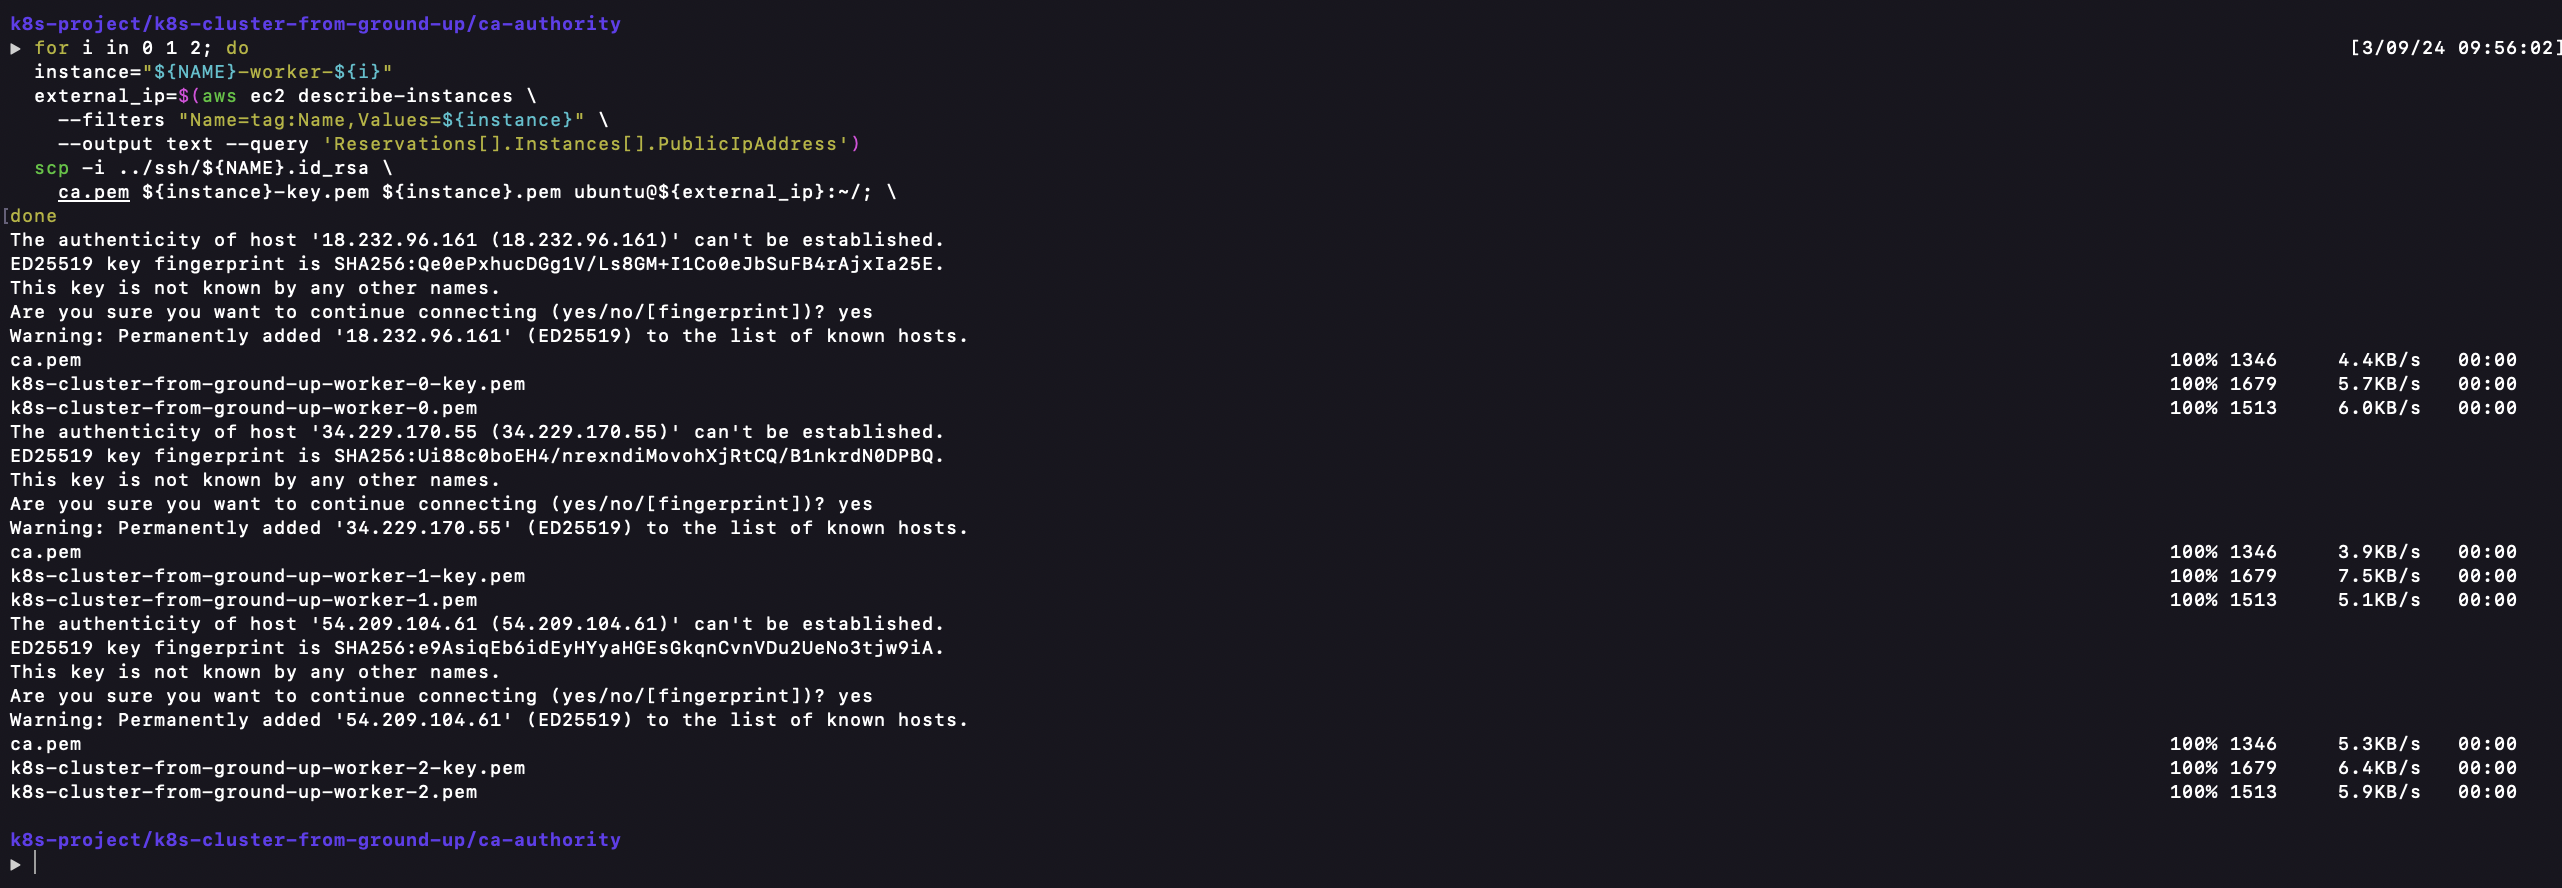 k8s-project/k8s-cluster-from-ground-up/ca-authority
▶ for i in 0 1 2; do [3/09/24 09:56:02]
instance="${NAME}-worker-${i}"
external_ip=$(aws ec2 describe-instances \
--filters "Name=tag:Name,Values=${instance}" \
--output text --query 'Reservations[].Instances[].PublicIpAddress')
scp -i ../ssh/${NAME}.id_rsa \
ca.pem ${instance}-key.pem ${instance}.pem ubuntu@${external_ip}:~/; \
[done
The authenticity of host '18.232.96.161 (18.232.96.161)' can't be established.
ED25519 key fingerprint is SHA256:Qe0ePxhucDGg1V/Ls8GM+I1Co0eJbSuFB4rAjxIa25E.
This key is not known by any other names.
Are you sure you want to continue connecting (yes/no/[fingerprint])? yes
Warning: Permanently added '18.232.96.161' (ED25519) to the list of known hosts.
ca.pem 100% 1346 4.4KB/s 00:00
k8s-cluster-from-ground-up-worker-0-key.pem 100% 1679 5.7KB/s 00:00
k8s-cluster-from-ground-up-worker-0.pem 100% 1513 6.0KB/s 00:00
The authenticity of host '34.229.170.55 (34.229.170.55)' can't be established.
ED25519 key fingerprint is SHA256:Ui88c0boEH4/nrexndiMovohXjRtCQ/B1nkrdN0DPBQ.
This key is not known by any other names.
Are you sure you want to continue connecting (yes/no/[fingerprint])? yes
Warning: Permanently added '34.229.170.55' (ED25519) to the list of known hosts.
ca.pem 100% 1346 3.9KB/s 00:00
k8s-cluster-from-ground-up-worker-1-key.pem 100% 1679 7.5KB/s 00:00
k8s-cluster-from-ground-up-worker-1.pem 100% 1513 5.1KB/s 00:00
The authenticity of host '54.209.104.61 (54.209.104.61)' can't be established.
ED25519 key fingerprint is SHA256:e9AsiqEb6idEyHYyaHGEsGkqnCvnVDu2UeNo3tjw9iA.
This key is not known by any other names.
Are you sure you want to continue connecting (yes/no/[fingerprint])? yes
Warning: Permanently added '54.209.104.61' (ED25519) to the list of known hosts.
ca.pem 100% 1346 5.3KB/s 00:00
k8s-cluster-from-ground-up-worker-2-key.pem 100% 1679 6.4KB/s 00:00
k8s-cluster-from-ground-up-worker-2.pem 100% 1513 5.9KB/s 00:00
k8s-project/k8s-cluster-from-ground-up/ca-authority
▶